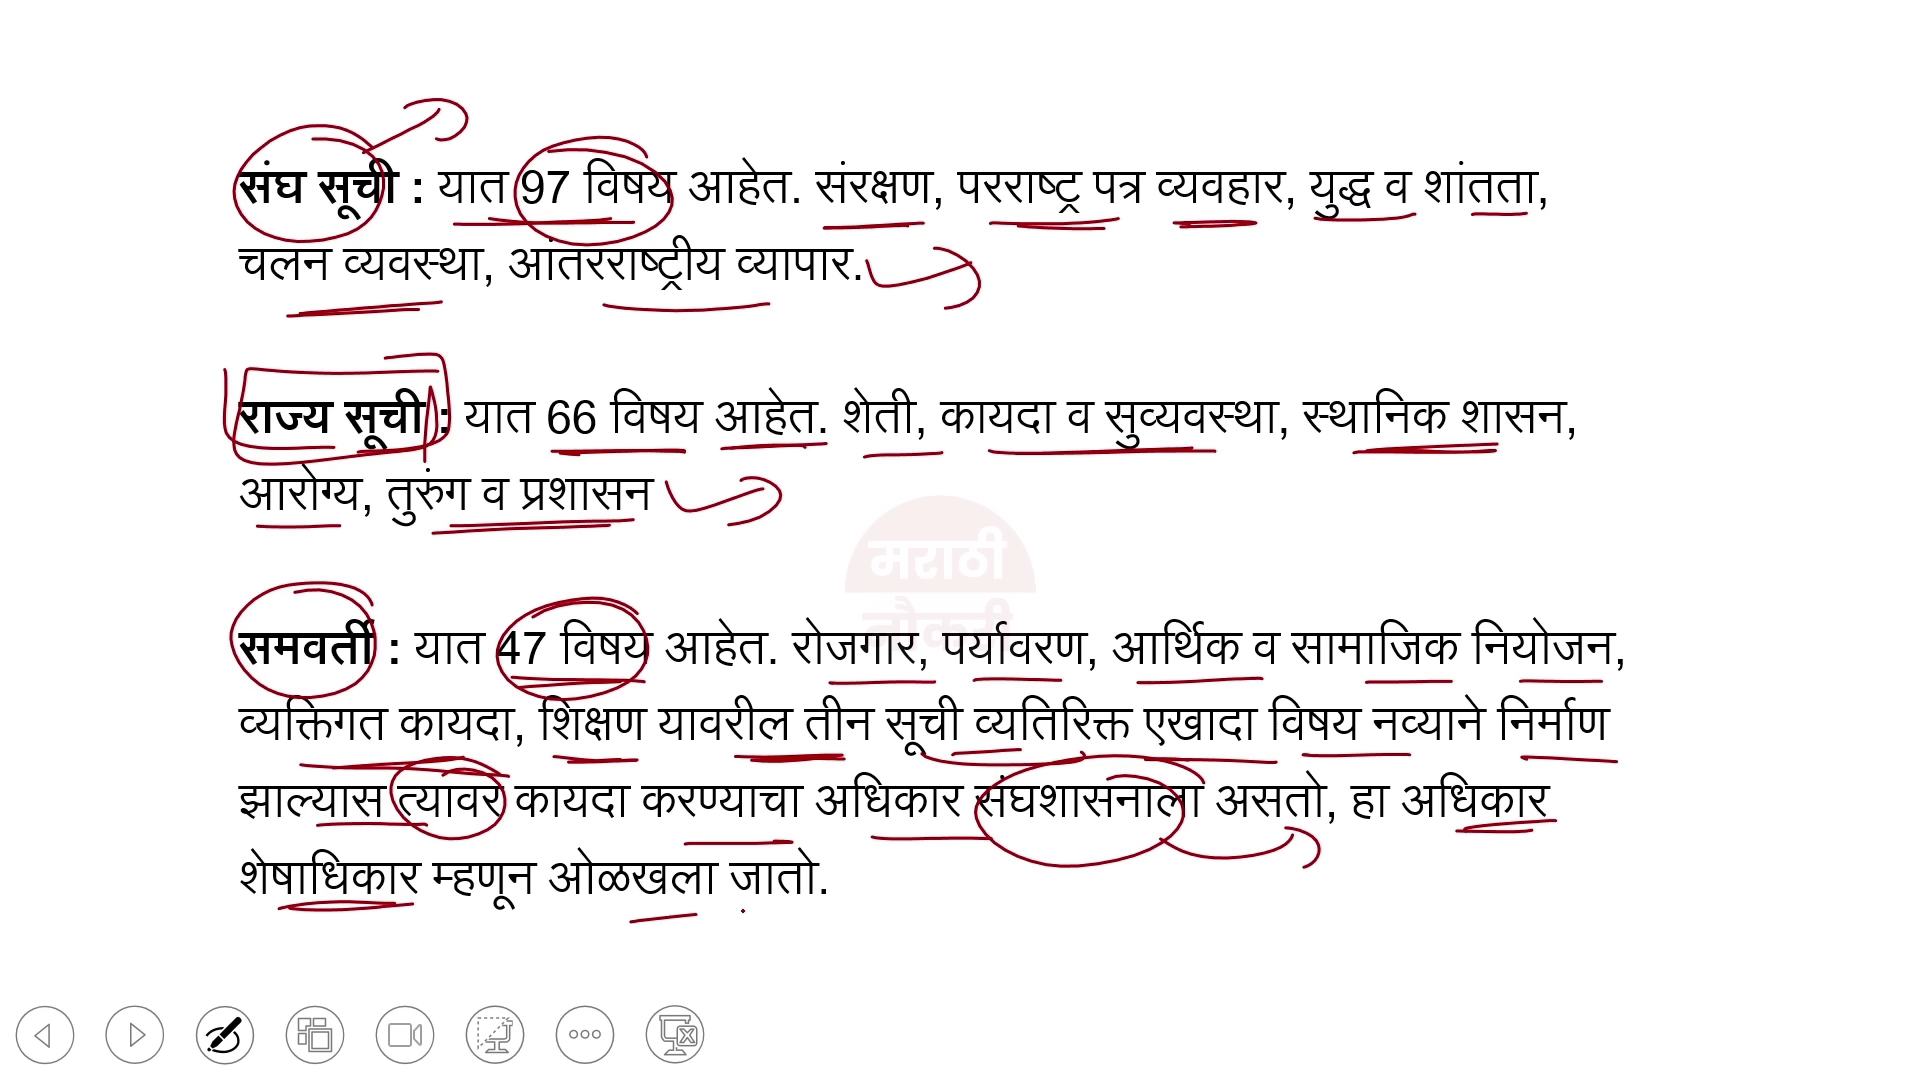 संघ सूची : यात 97 विषय आहेत. संरक्षण, परराष्ट्र पत्र व्यवहार, युद्ध व शांतता,
चलन व्यवस्था, आंतरराष्ट्रीय व्यापार.
राज्य सूची : यात 66 विषय आहेत. शेती, कायदा व सुव्यवस्था, स्थानिक शासन,
आरोग्य, तुरुंग व प्रशासन
मराठी
नौकरी
समवर्ती : यात 47 विषय आहेत. रोजगार, पर्यावरण, आर्थिक व सामाजिक नियोजन,
व्यक्तिगत कायदा, शिक्षण यावरील तीन सूची व्यतिरिक्त एखादा विषय नव्याने निर्माण
झाल्यास त्यावर कायदा करण्याचा अधिकार संघशासनाला असतो, हा अधिकार
शेषाधिकार म्हणून ओळखला जातो.